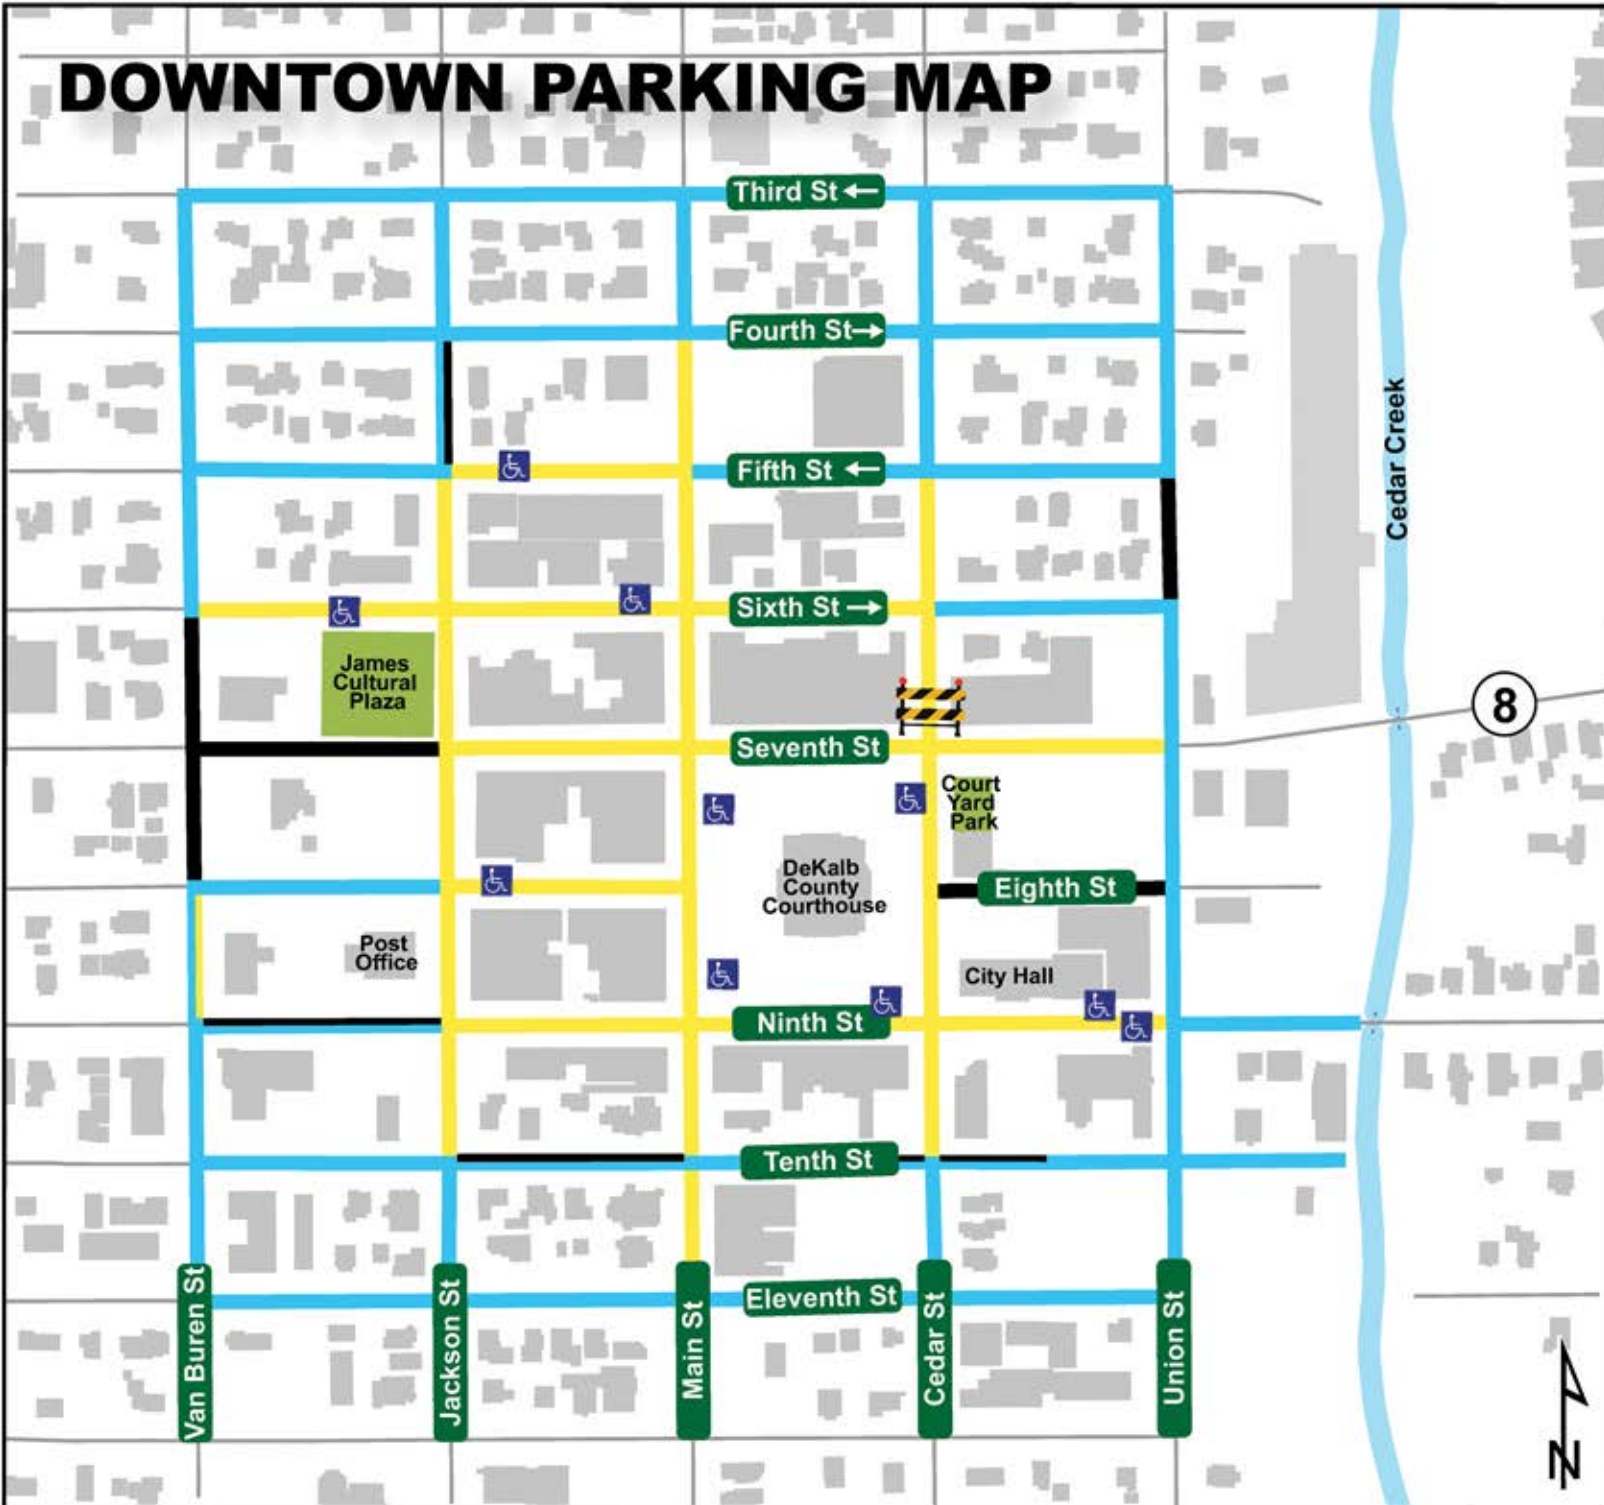 DOWNTOWN PARKING MAP
Third St ←
Fourth St→
Cedar Creek
Fifth St ←
Sixth St →
James
Cultural
Plaza
8
Seventh St
Court
Yard
Park
DeKalb
County
Courthouse
Eighth St
Post
Office
City Hall
Ninth St
Tenth St
Eleventh St
Van Buren St
Jackson St
Main St
Cedar St
Union St
N